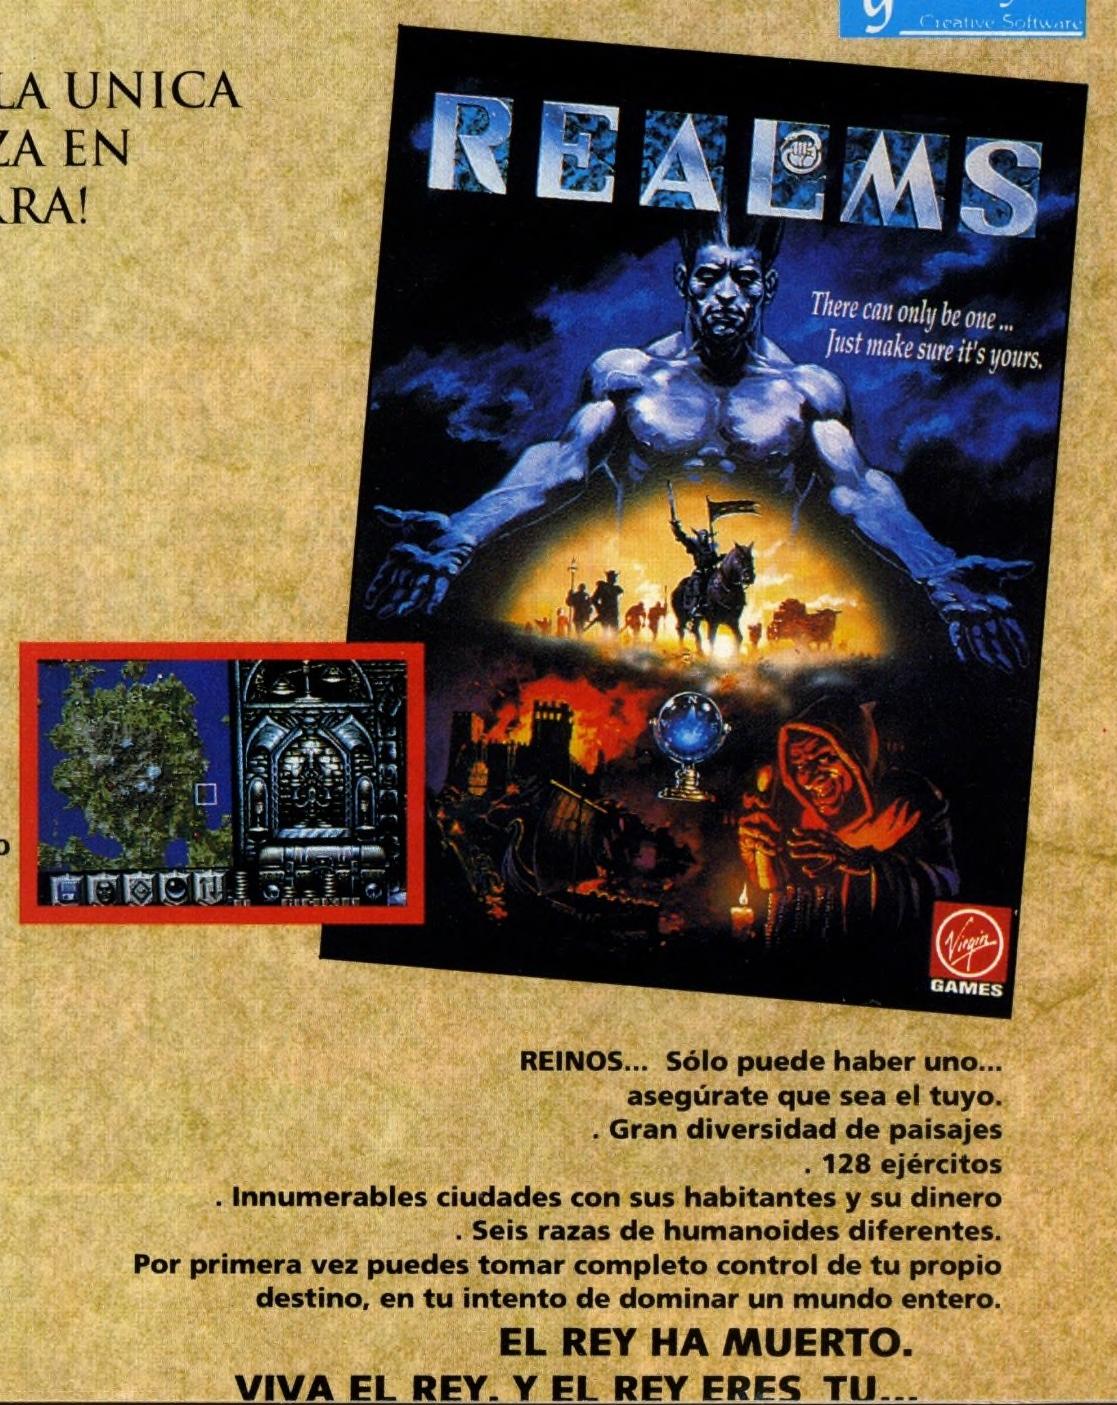 Creative Software
LA UNICA
ZA EN
ARA!
REALMS
There can only be one...
Just make sure it's yours.
Virgin
GAMES
REINOS... Sólo puede haber uno...
asegúrate que sea el tuyo.
. Gran diversidad de paisajes
. 128 ejércitos
. Innumerables ciudades con sus habitantes y su dinero
. Seis razas de humanoides diferentes.
Por primera vez puedes tomar completo control de tu propio
destino, en tu intento de dominar un mundo entero.
EL REY HA MUERTO.
VIVA EL REY. Y EL REY ERES TU...